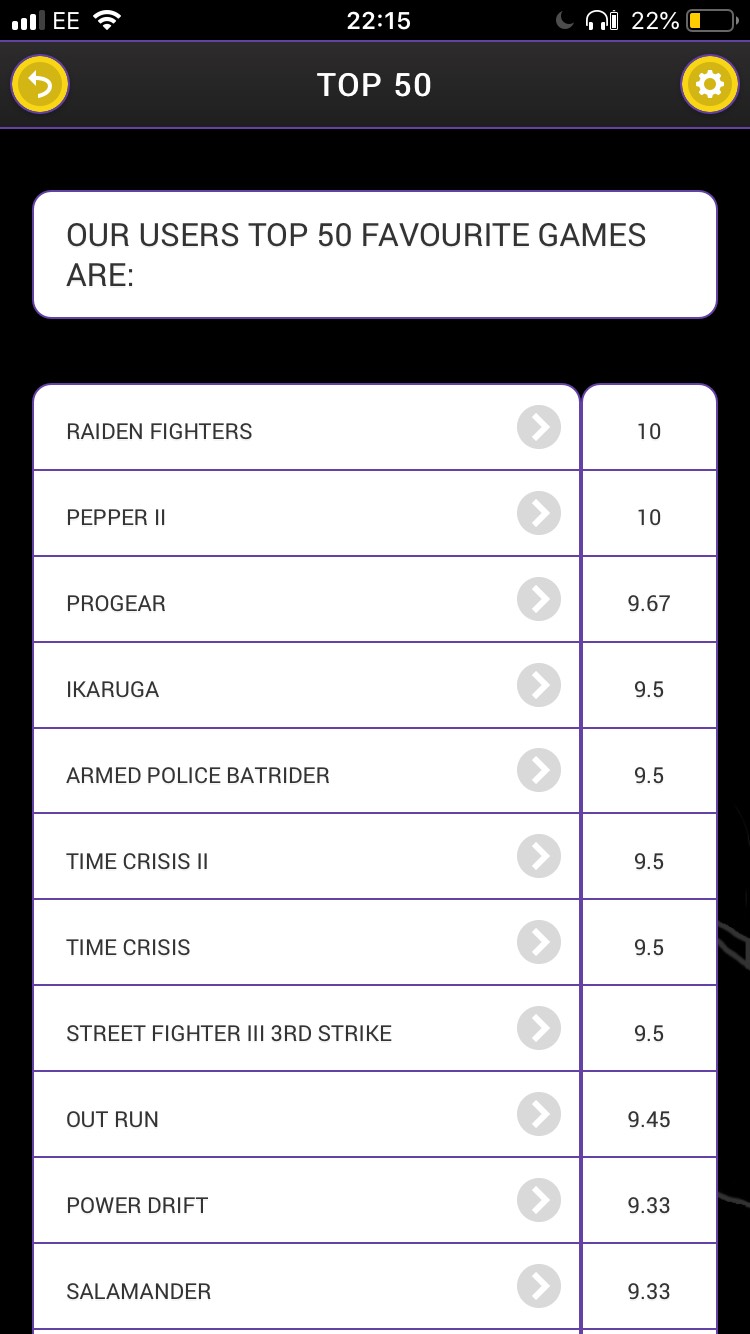 EE 22:15 22%
TOP 50
OUR USERS TOP 50 FAVOURITE GAMES
ARE:
RAIDEN FIGHTERS 10
PEPPER II 10
PROGEAR 9.67
IKARUGA 9.5
ARMED POLICE BATRIDER 9.5
TIME CRISIS II 9.5
TIME CRISIS 9.5
STREET FIGHTER III 3RD STRIKE 9.5
OUT RUN 9.45
POWER DRIFT 9.33
SALAMANDER 9.33